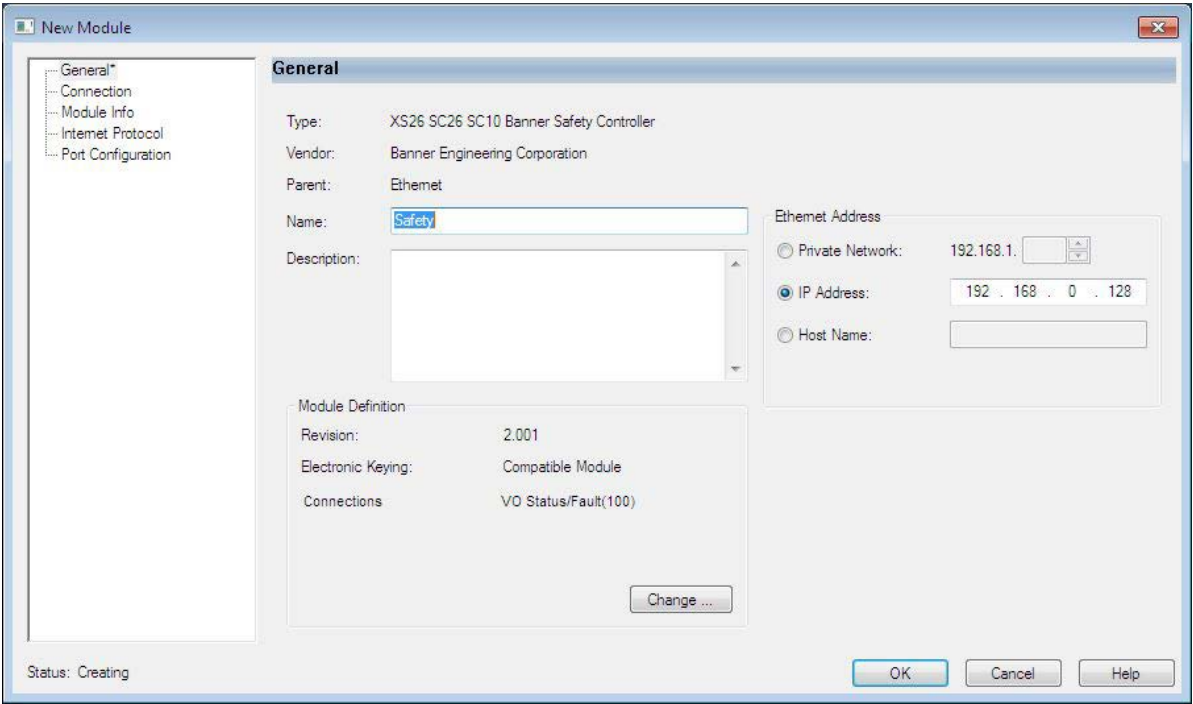 New Module
General*
Connection
Module Info
Internet Protocol
Port Configuration
General
Type: XS26 SC26 SC10 Banner Safety Controller
Vendor: Banner Engineering Corporation
Parent: Ethernet
Name: Safety
Description:
Ethernet Address
Private Network: 192.168.1.
IP Address: 192 . 168 . 0 . 128
Host Name:
Module Definition
Revision: 2.001
Electronic Keying: Compatible Module
Connections VO Status/Fault(100)
Change ...
Status: Creating
OK Cancel Help